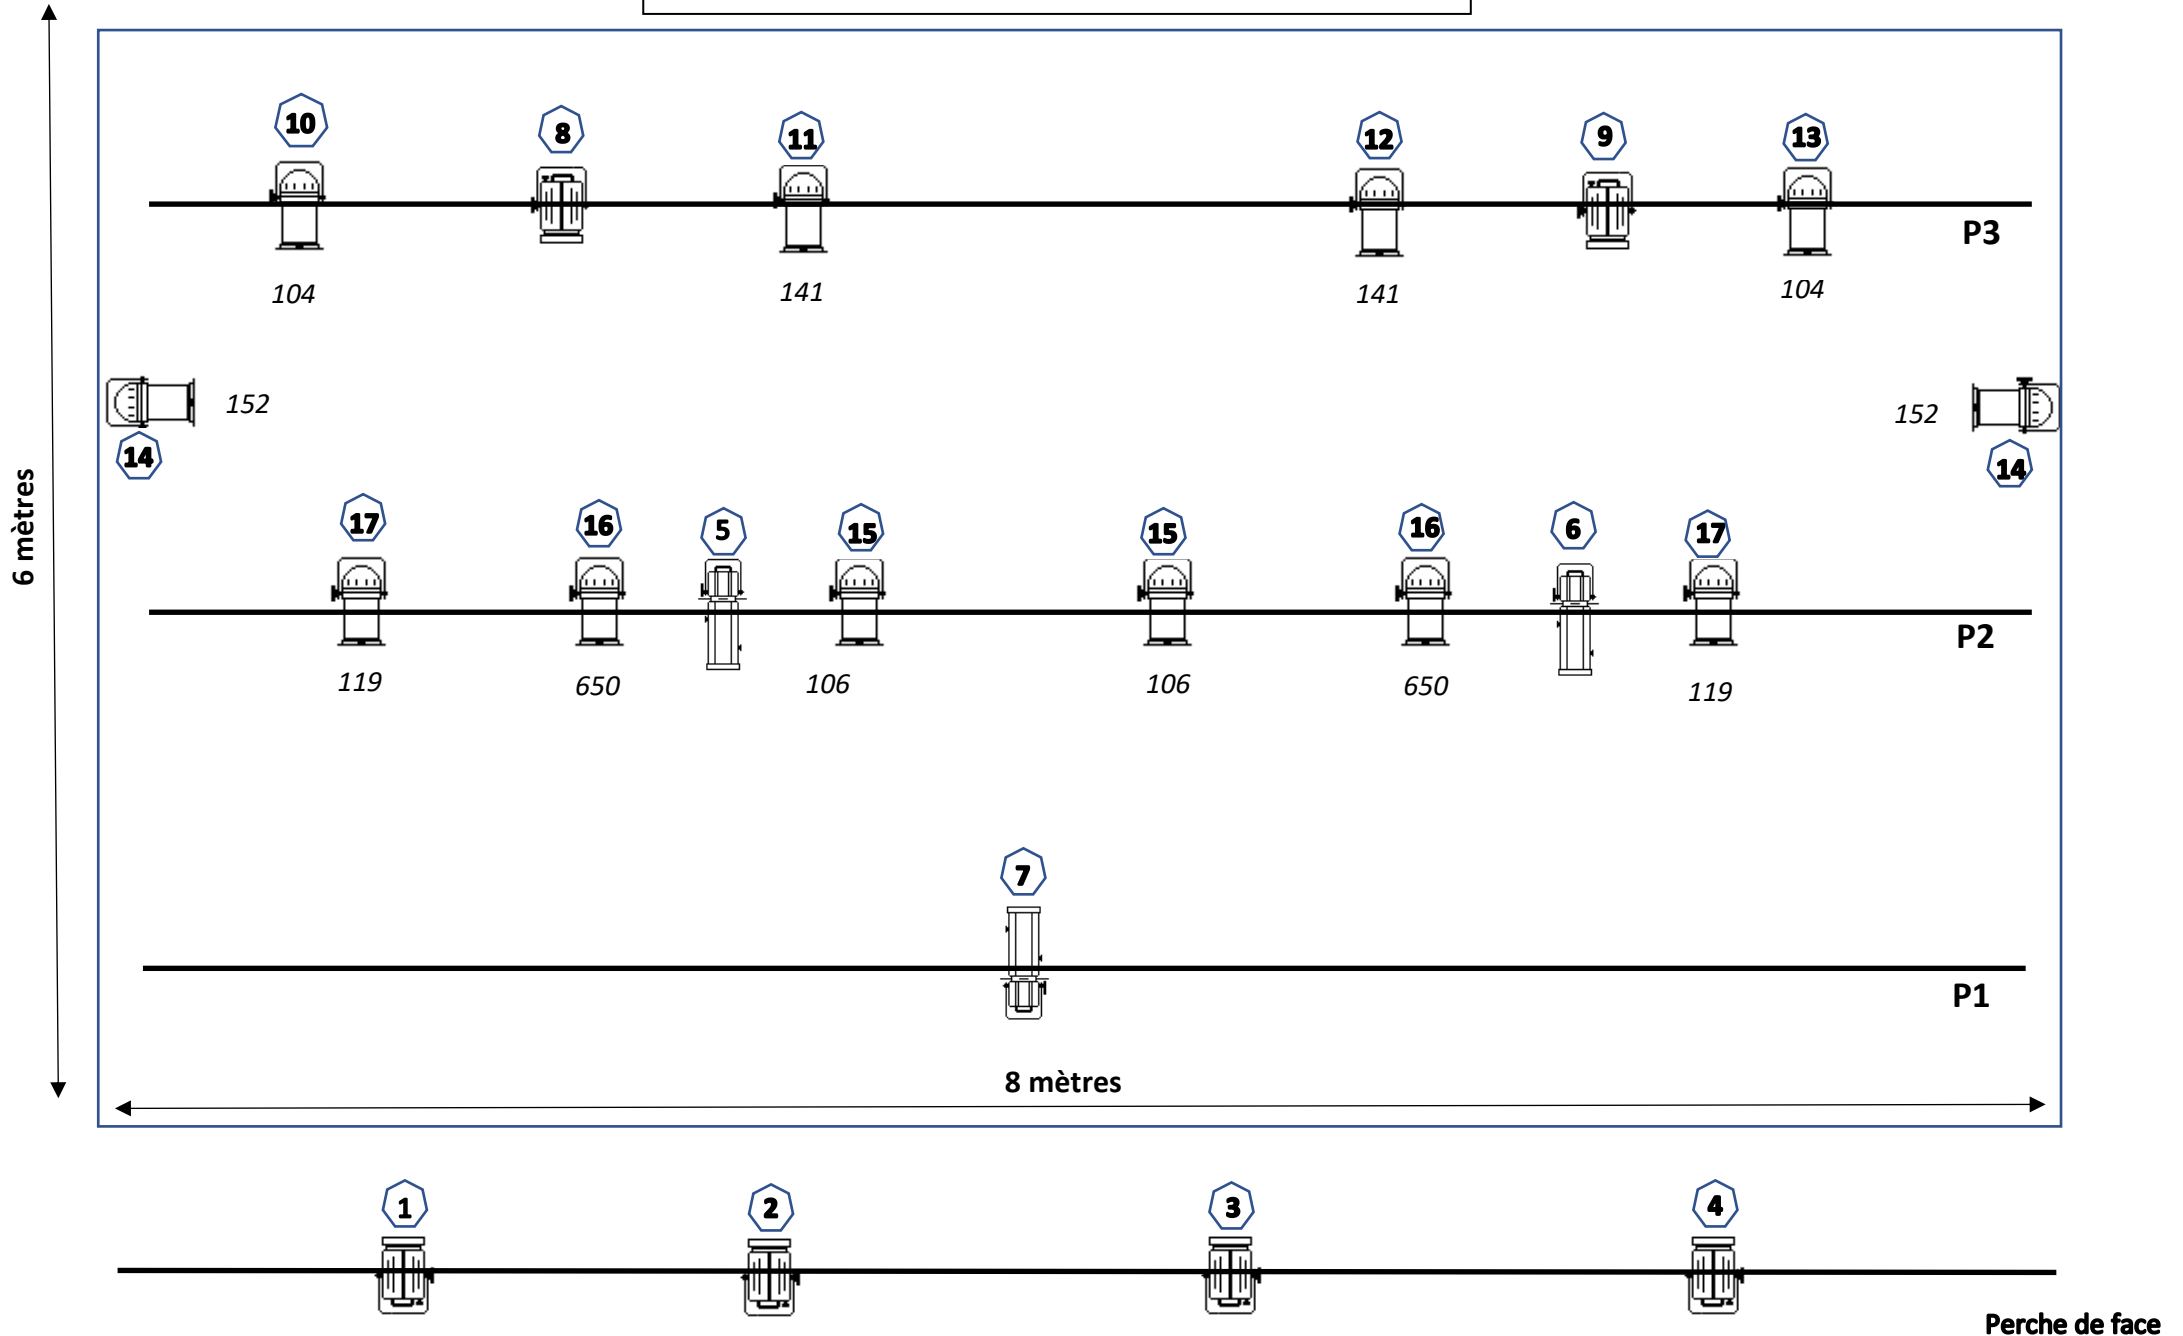 10 8 11 12 9 13
P3
104 141 141 104
152 152
14 14
6 mètres
17 16 5 15 15 16 6 17
P2
119 650 106 106 650 119
7
P1
8 mètres
1 2 3 4
Perche de face